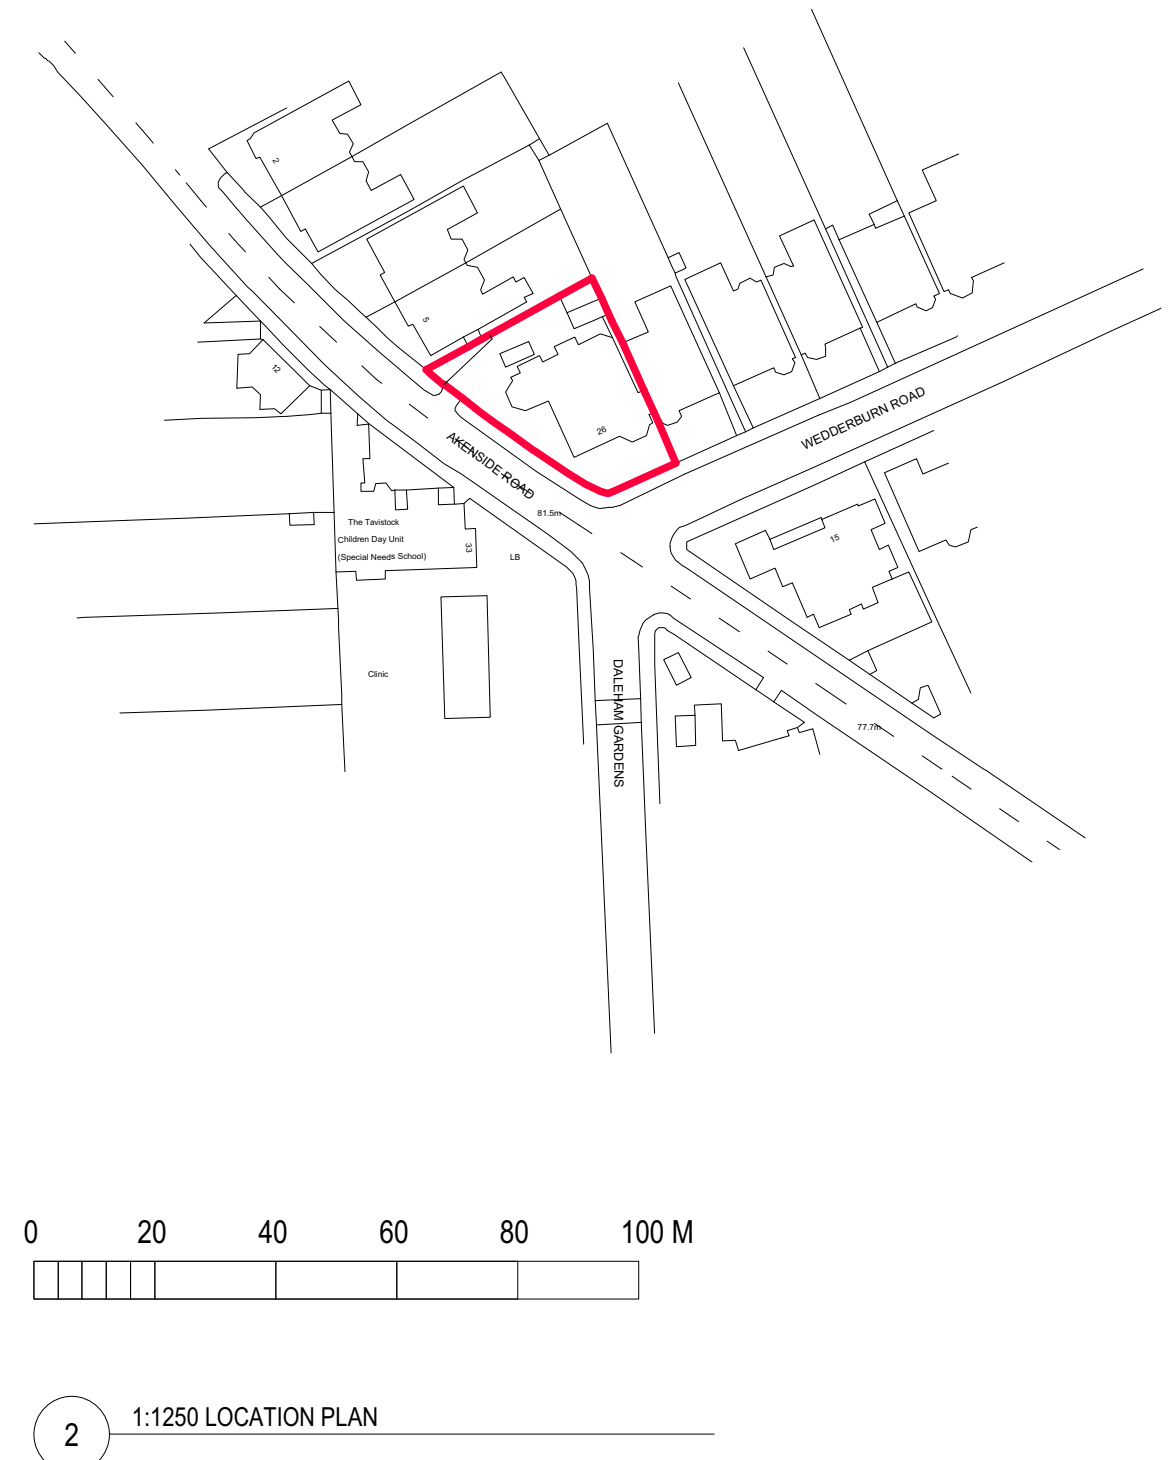 2
5
12
26
WEDDERBURN ROAD
AKENSIDE ROAD
81.5m
The Tavistock
Children Day Unit
(Special Needs School)
33
LB
15
Clinic
DALEHAM GARDENS
77.7m
0 20 40 60 80 100 M
2
1:1250 LOCATION PLAN